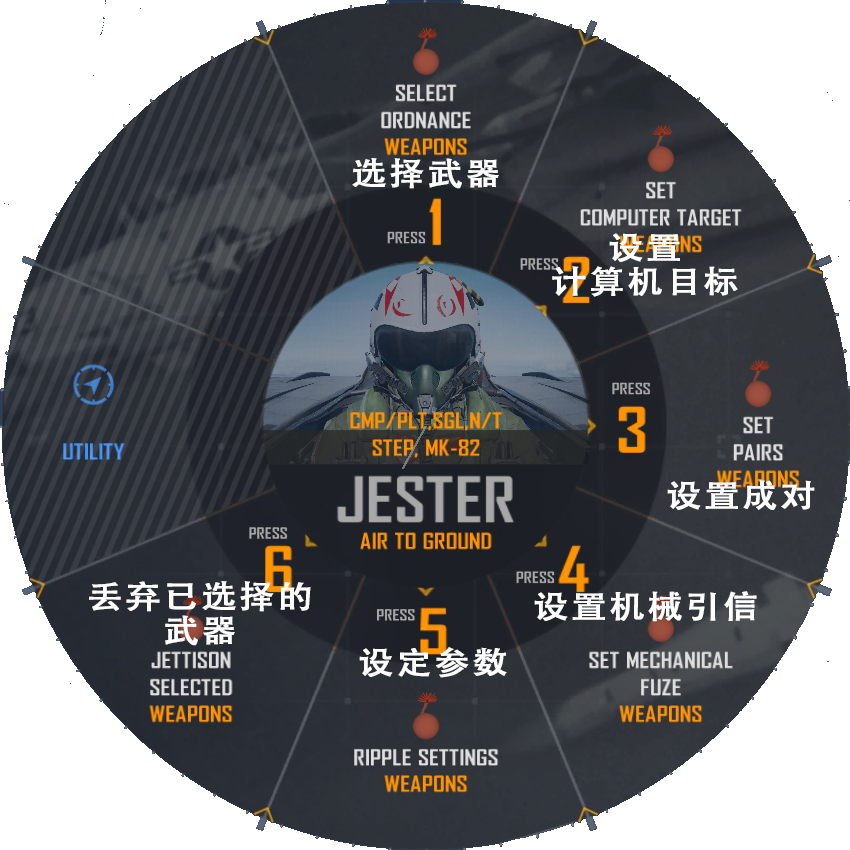 SELECT
ORDNANCE
WEAPONS
选择武器
PRESS 1
SET
COMPUTER TARGET
WEAPONS
设置
计算机目标
PRESS 2
PRESS
3
SET
PAIRS
WEAPONS
设置成对
CMP/PLT,SGL,N/T
STEP, MK-82
JESTER
AIR TO GROUND
UTILITY
PRESS
6
丢弃已选择的
武器
JETTISON
SELECTED
WEAPONS
PRESS 5
设定参数
RIPPLE SETTINGS
WEAPONS
PRESS 4
设置机械引信
SET MECHANICAL
FUZE
WEAPONS